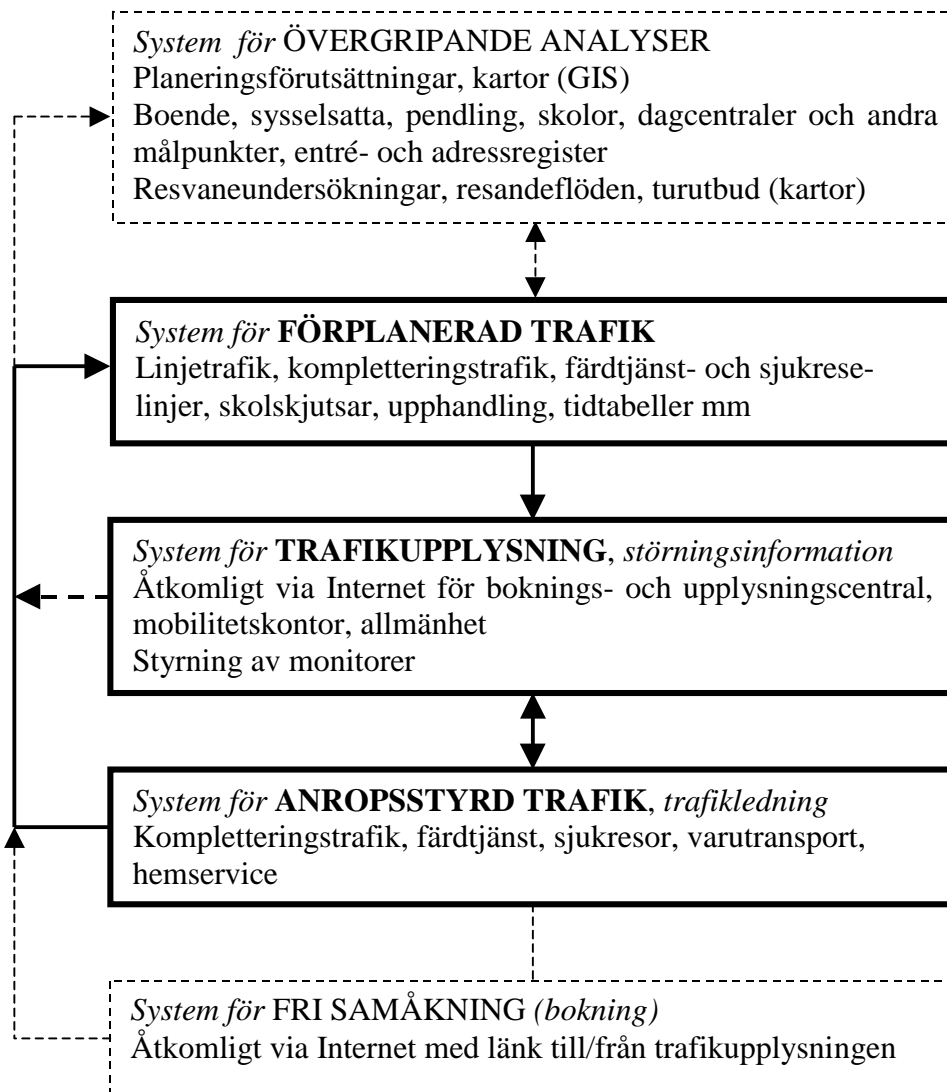 System för ÖVERGRIPANDE ANALYSER
Planeringsförutsättningar, kartor (GIS)
Boende, sysselsatta, pendling, skolor, dagcentraler och andra
målpunkter, entré- och adressregister
Resvaneundersökningar, resandeflöden, turutbud (kartor)
System för FÖRPLANERAD TRAFIK
Linjetrafik, kompletteringstrafik, färdtjänst- och sjukrese-
linjer, skolskjutsar, upphandling, tidtabeller mm
System för TRAFIKUPPLYSNING, störningsinformation
Åtkomligt via Internet för boknings- och upplysningscentral,
mobilitetskontor, allmänhet
Styrning av monitorer
System för ANROPSSTYRD TRAFIK, trafikledning
Kompletteringstrafik, färdtjänst, sjukresor, varutransport,
hemservice
System för FRI SAMÅKNING (bokning)
Åtkomligt via Internet med länk till/från trafikupplysningen